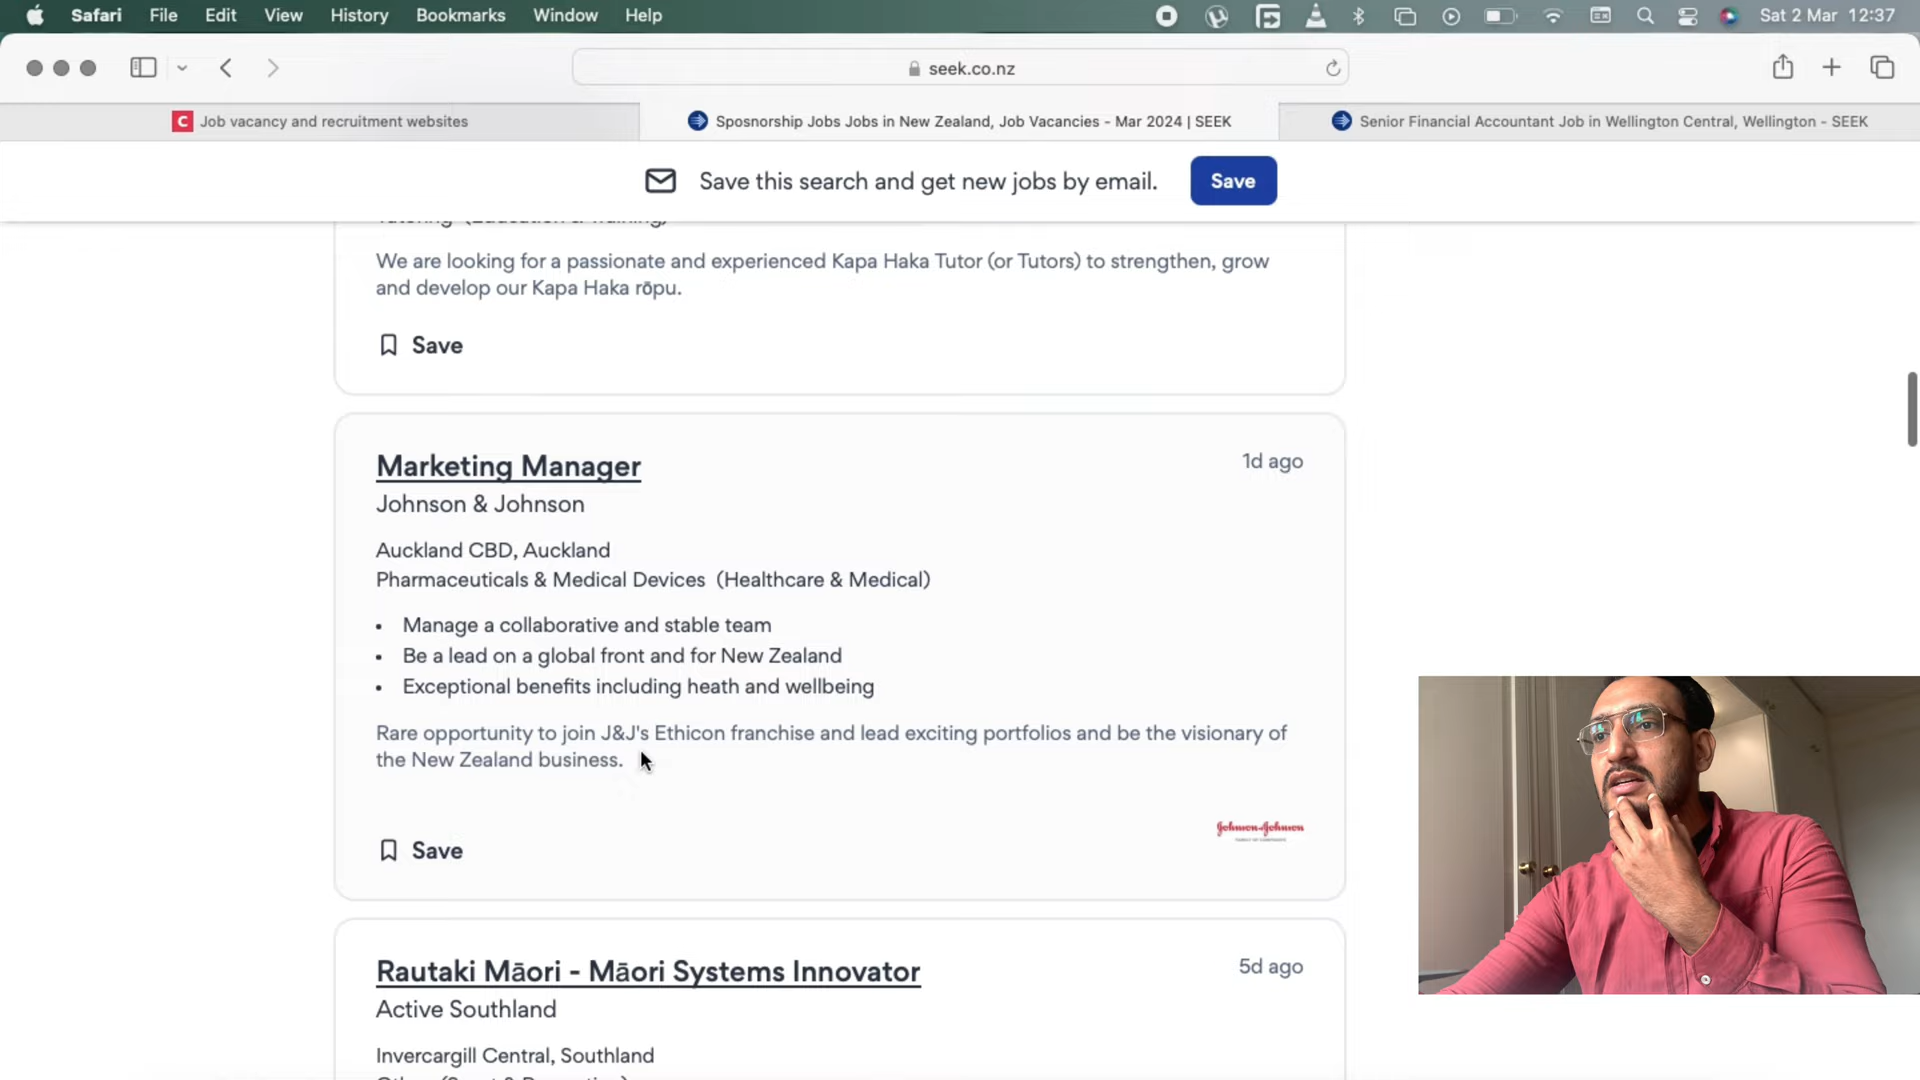 Safari File Edit View History Bookmarks Window Help Sat 2 Mar 12:37
seek.co.nz
C Job vacancy and recruitment websites
Sposnorship Jobs Jobs in New Zealand, Job Vacancies - Mar 2024 | SEEK
Senior Financial Accountant Job in Wellington Central, Wellington - SEEK
Save this search and get new jobs by email. Save
Tutoring (Education & Training)
We are looking for a passionate and experienced Kapa Haka Tutor (or Tutors) to strengthen, grow
and develop our Kapa Haka rōpu.
Save
Marketing Manager 1d ago
Johnson & Johnson
Auckland CBD, Auckland
Pharmaceuticals & Medical Devices (Healthcare & Medical)
• Manage a collaborative and stable team
• Be a lead on a global front and for New Zealand
• Exceptional benefits including heath and wellbeing
Rare opportunity to join J&J's Ethicon franchise and lead exciting portfolios and be the visionary of
the New Zealand business.
Johnson & Johnson
Save
Rautaki Māori - Māori Systems Innovator 5d ago
Active Southland
Invercargill Central, Southland